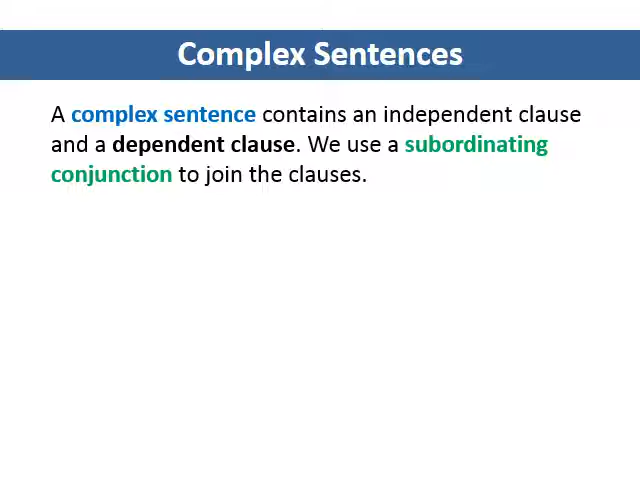 Complex Sentences
A complex sentence contains an independent clause
and a dependent clause. We use a subordinating
conjunction to join the clauses.